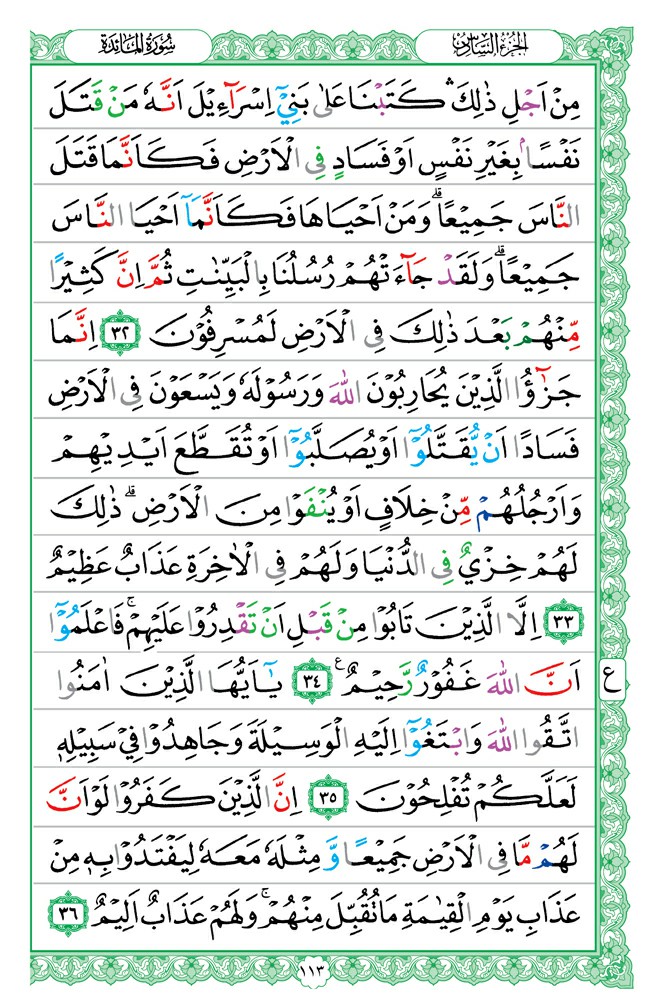 الجزء السادس
سورة المائدة
مِنْ اَجْلِ ذٰلِكَ ۛ كَتَبْنَا عَلٰى بَنِيْٓ اِسْرَآءِيْلَ اَنَّهٗ مَنْ قَتَلَ
نَفْسًاۢ بِغَيْرِ نَفْسٍ اَوْ فَسَادٍ فِى الْاَرْضِ فَكَاَنَّمَا قَتَلَ
النَّاسَ جَمِيْعًا ۗ وَمَنْ اَحْيَاهَا فَكَاَنَّمَآ اَحْيَا النَّاسَ
جَمِيْعًا ۗ وَلَقَدْ جَآءَتْهُمْ رُسُلُنَا بِالْبَيِّنٰتِ ثُمَّ اِنَّ كَثِيْرًا
مِّنْهُمْ بَعْدَ ذٰلِكَ فِى الْاَرْضِ لَمُسْرِفُوْنَ ٣٢ اِنَّمَا
جَزٰٓؤُا الَّذِيْنَ يُحَارِبُوْنَ اللّٰهَ وَرَسُوْلَهٗ وَيَسْعَوْنَ فِى الْاَرْضِ
فَسَادًا اَنْ يُّقَتَّلُوْٓا اَوْ يُصَلَّبُوْٓا اَوْ تُقَطَّعَ اَيْدِيْهِمْ
وَاَرْجُلُهُمْ مِّنْ خِلَافٍ اَوْ يُنْفَوْا مِنَ الْاَرْضِ ۗ ذٰلِكَ
لَهُمْ خِزْيٌ فِى الدُّنْيَا وَلَهُمْ فِى الْاٰخِرَةِ عَذَابٌ عَظِيْمٌ
٣٣ اِلَّا الَّذِيْنَ تَابُوْا مِنْ قَبْلِ اَنْ تَقْدِرُوْا عَلَيْهِمْ ۚ فَاعْلَمُوْٓا
اَنَّ اللّٰهَ غَفُوْرٌ رَّحِيْمٌ ࣖ ٣٤ يٰٓاَيُّهَا الَّذِيْنَ اٰمَنُوا
ع
اتَّقُوا اللّٰهَ وَابْتَغُوْٓا اِلَيْهِ الْوَسِيْلَةَ وَجَاهِدُوْا فِيْ سَبِيْلِهٖ
لَعَلَّكُمْ تُفْلِحُوْنَ ٣٥ اِنَّ الَّذِيْنَ كَفَرُوْا لَوْ اَنَّ
لَهُمْ مَّا فِى الْاَرْضِ جَمِيْعًا وَّمِثْلَهٗ مَعَهٗ لِيَفْتَدُوْا بِهٖ مِنْ
عَذَابِ يَوْمِ الْقِيٰمَةِ مَا تُقُبِّلَ مِنْهُمْ ۚ وَلَهُمْ عَذَابٌ اَلِيْمٌ ٣٦
١١٣